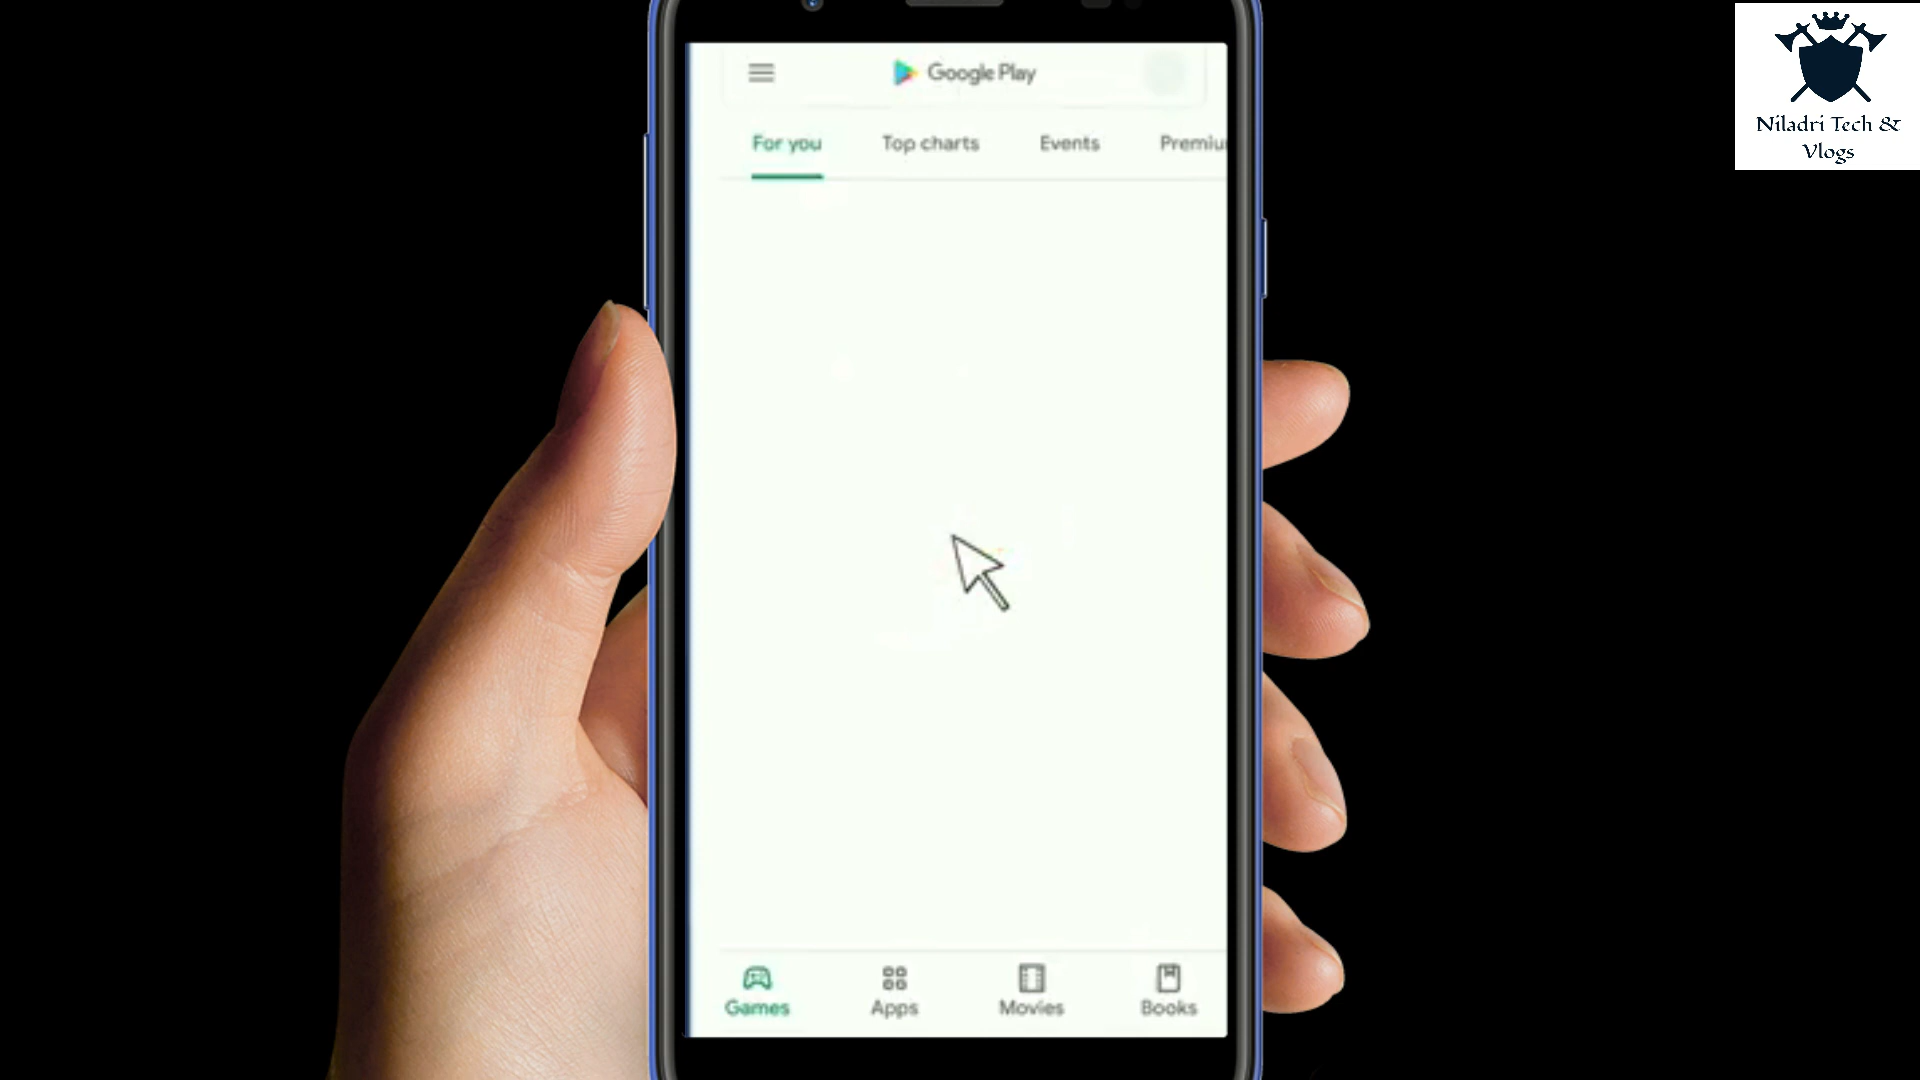 Google Play
For you Top charts Events Premiu
Games Apps Movies Books
Niladri Tech &
Vlogs